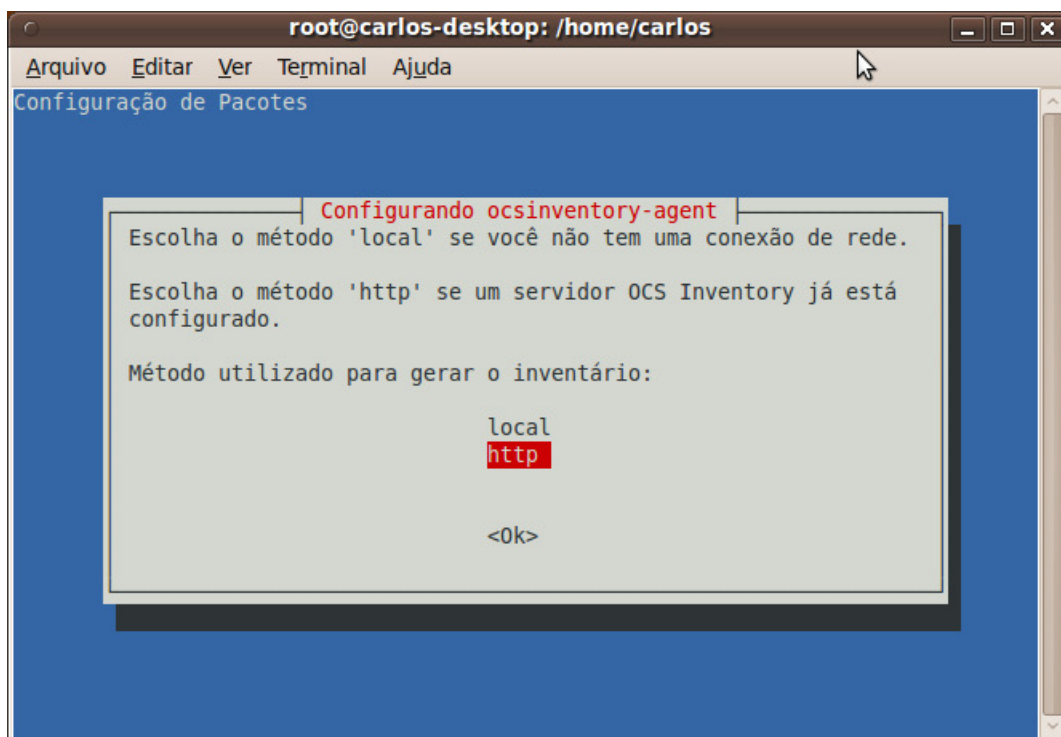 root@carlos-desktop: /home/carlos
Arquivo Editar Ver Terminal Ajuda
Configuração de Pacotes
Configurando ocsinventory-agent
Escolha o método 'local' se você não tem uma conexão de rede.
Escolha o método 'http' se um servidor OCS Inventory já está
configurado.
Método utilizado para gerar o inventário:
local
http
<Ok>